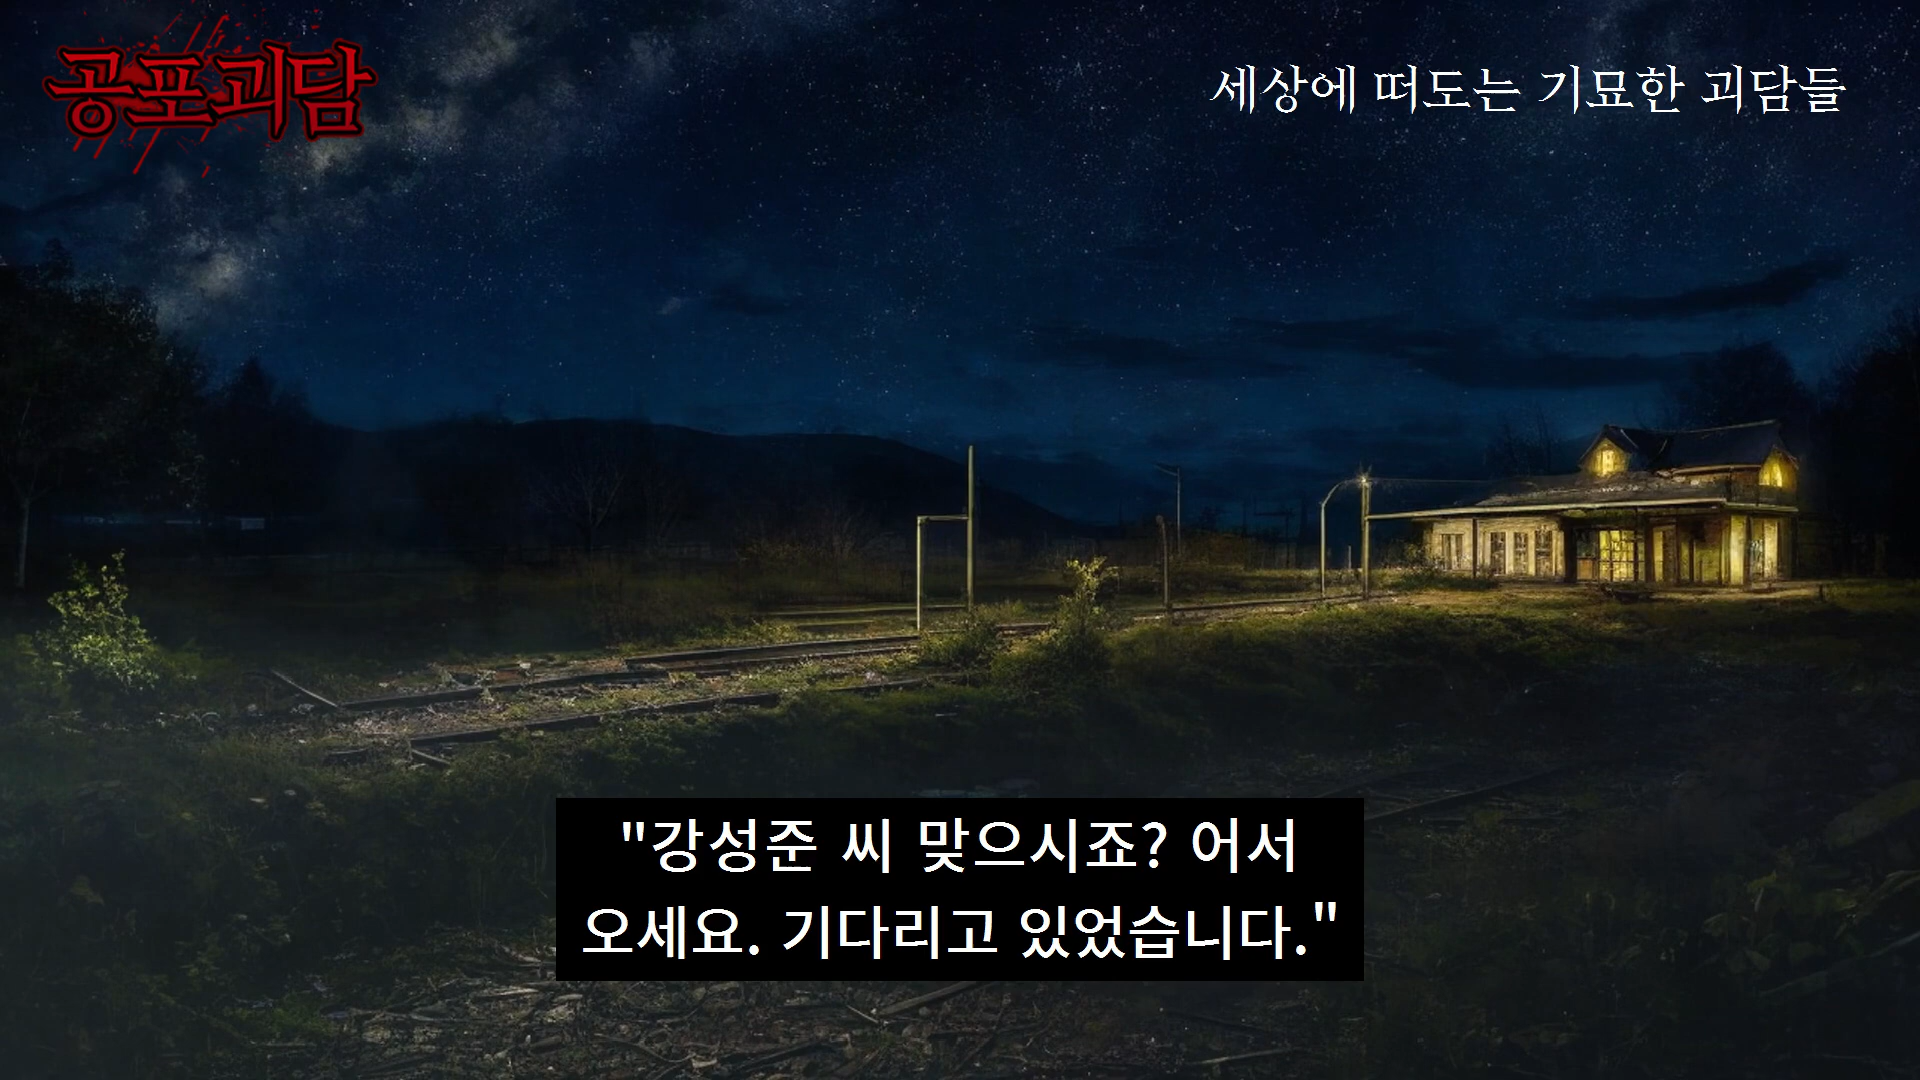 공포괴담
세상에 떠도는 기묘한 괴담들
"강성준 씨 맞으시죠? 어서
오세요. 기다리고 있었습니다."